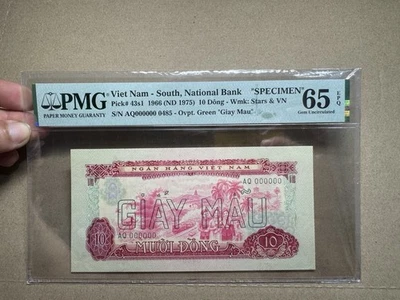 PMG
PAPER MONEY GUARANTY
Viet Nam - South, National Bank "SPECIMEN"
Pick# 43s1 1966 (ND 1975) 10 Dông - Wmk: Stars & VN
S/N AQ000000 0485 - Ovpt. Green "Giay Mau"
65 EPQ
Gem Uncirculated
NGÂN HÀNG VIỆT NAM
AQ 000000
GIẤY MẪU
AQ 000000
10 MƯỜI ĐỒNG 10